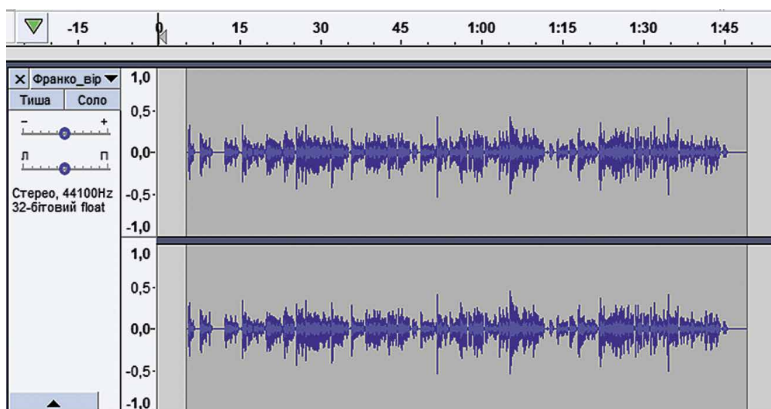 -15 0 15 30 45 1:00 1:15 1:30 1:45
× Франко_вір
Тиша Соло
- +
Л П
Стерео, 44100Hz
32-бітовий float
1,0
0,5-
0,0-
-0,5-
-1,0
1,0
0,5-
0,0-
-0,5-
-1,0